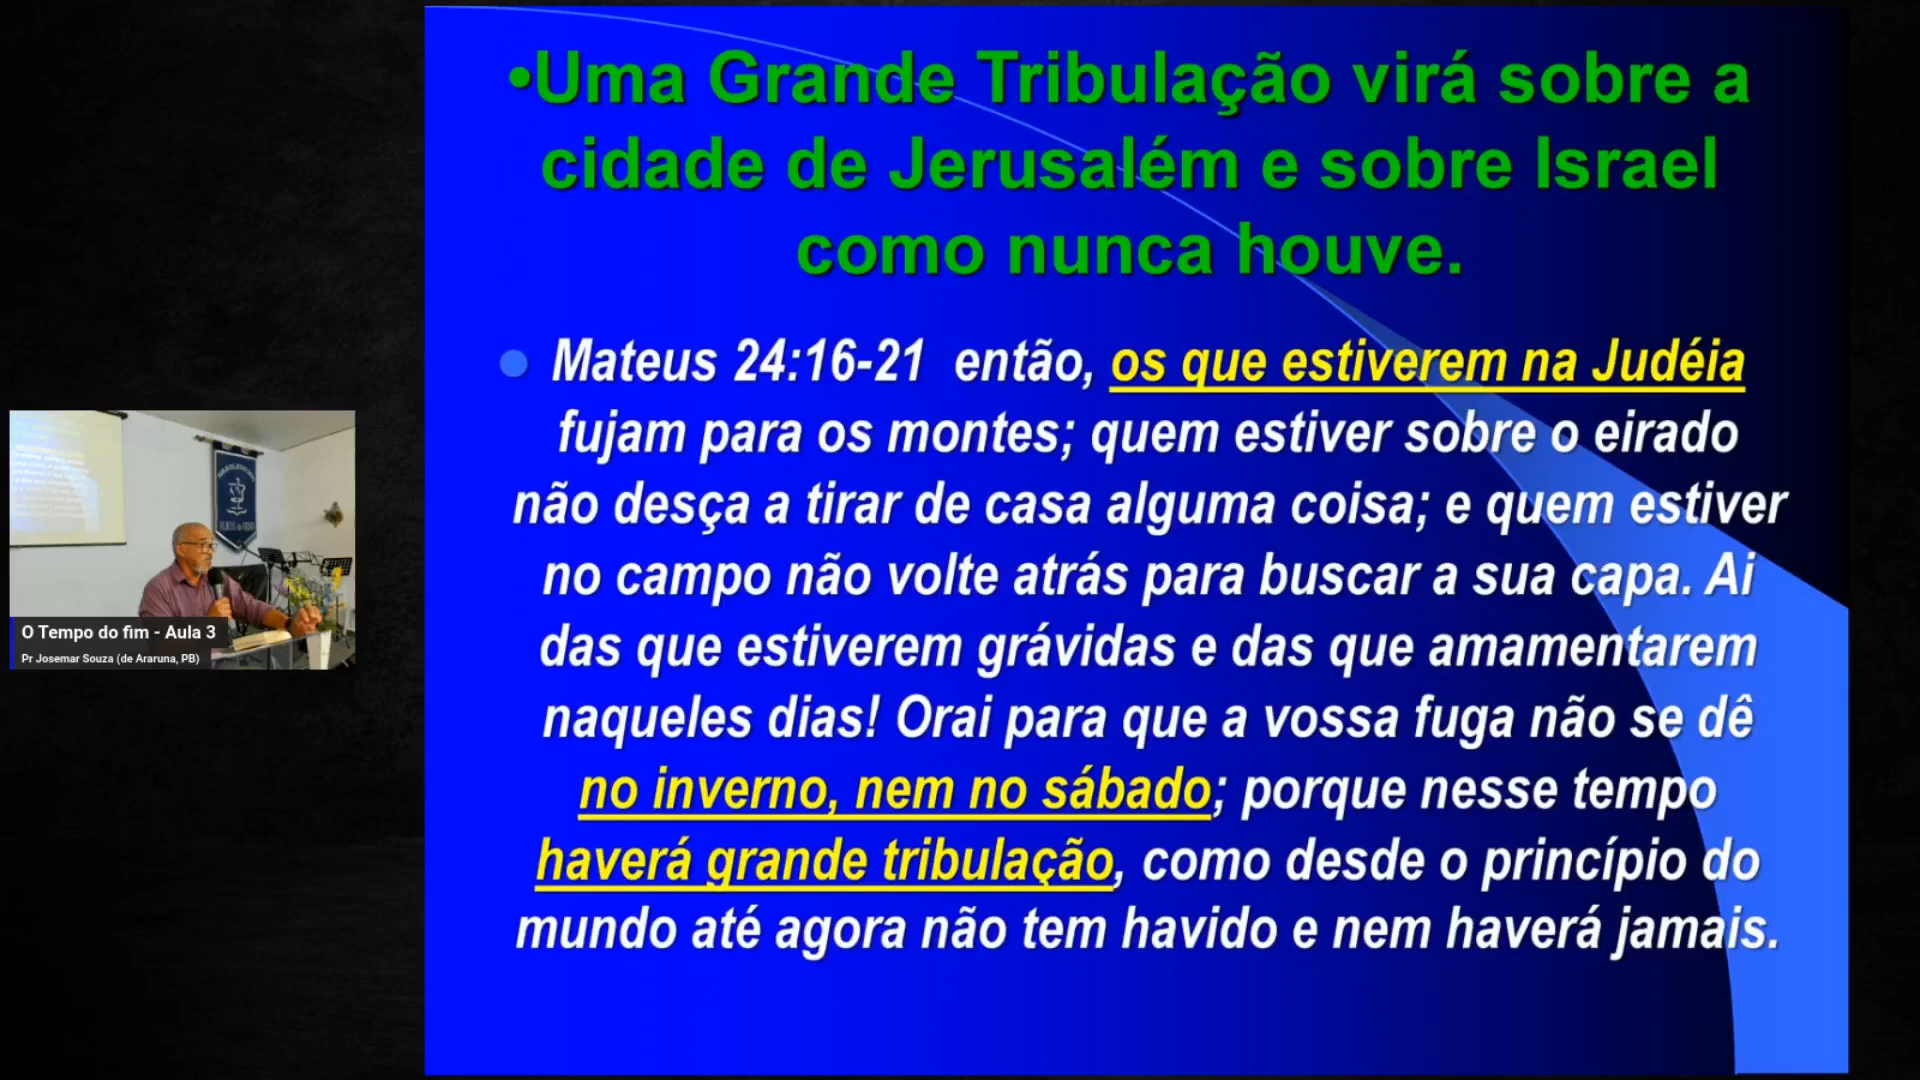 •Uma Grande Tribulação virá sobre a
cidade de Jerusalém e sobre Israel
como nunca houve.
Mateus 24:16-21 então, os que estiverem na Judéia
fujam para os montes; quem estiver sobre o eirado
não desça a tirar de casa alguma coisa; e quem estiver
no campo não volte atrás para buscar a sua capa. Ai
das que estiverem grávidas e das que amamentarem
naqueles dias! Orai para que a vossa fuga não se dê
no inverno, nem no sábado; porque nesse tempo
haverá grande tribulação, como desde o princípio do
mundo até agora não tem havido e nem haverá jamais.
O Tempo do fim - Aula 3
Pr Josemar Souza (de Araruna, PB)